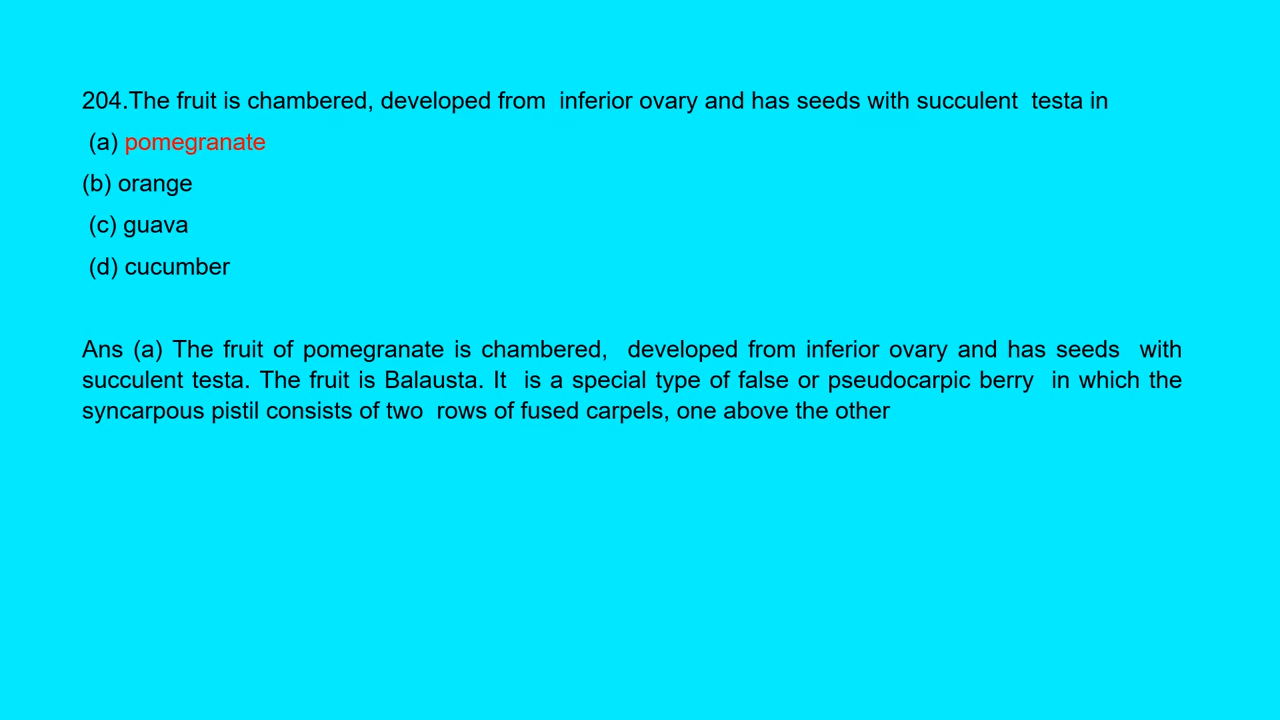 204.The fruit is chambered, developed from  inferior ovary and has seeds with succulent  testa in
(a) pomegranate
(b) orange
(c) guava
(d) cucumber
Ans (a) The fruit of pomegranate is chambered,  developed from inferior ovary and has seeds  with
succulent testa. The fruit is Balausta. It  is a special type of false or pseudocarpic berry  in which the
syncarpous pistil consists of two  rows of fused carpels, one above the other